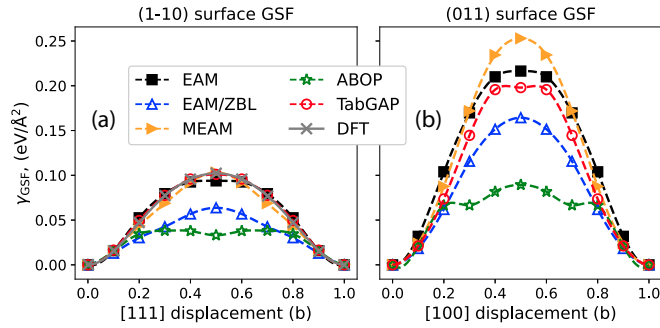 (1-10) surface GSF
(011) surface GSF
γGSF, (eV/Å²)
0.25
0.20
0.15
0.10
0.05
0.00
EAM
EAM/ZBL
MEAM
ABOP
TabGAP
DFT
(a)
(b)
0.0 0.2 0.4 0.6 0.8 1.0
0.0 0.2 0.4 0.6 0.8 1.0
[111] displacement (b)
[100] displacement (b)